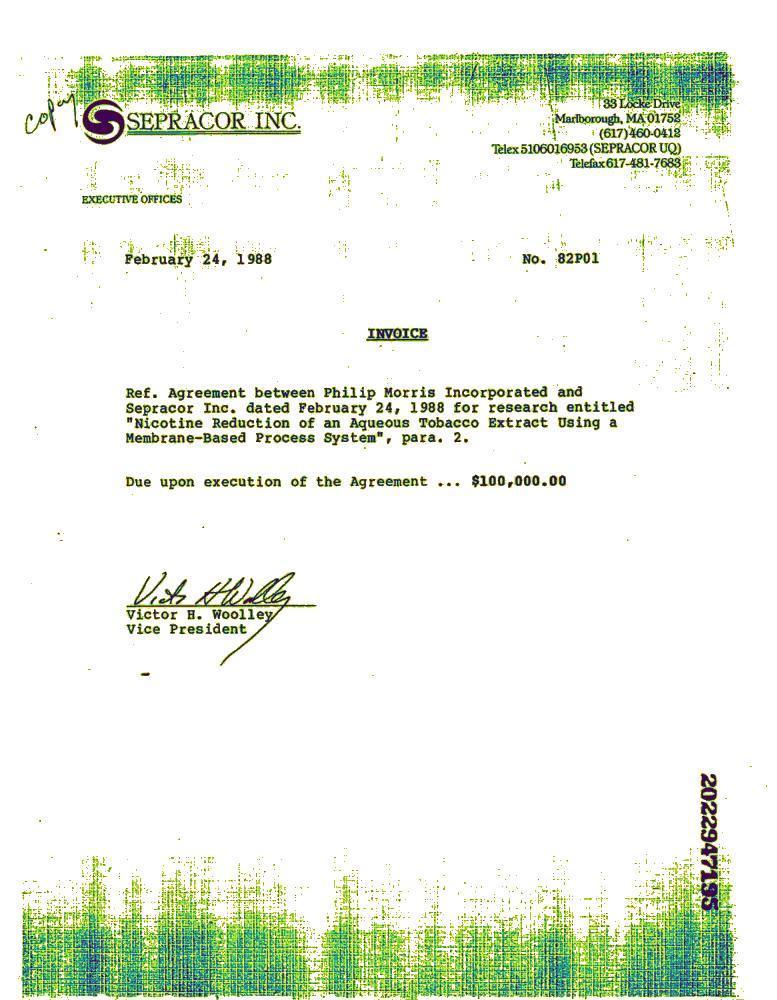 copy
SEPRACOR INC.
33 Locke Drive
Marlborough, MA 01752
(617) 460-0412
Telex 5106016953 (SEPRACOR UQ)
Telefax 617-481-7683
EXECUTIVE OFFICES
February 24, 1988
No. 82P01
INVOICE
Ref. Agreement between Philip Morris Incorporated and
Sepracor Inc. dated February 24, 1988 for research entitled
"Nicotine Reduction of an Aqueous Tobacco Extract Using a
Membrane-Based Process System", para. 2.
Due upon execution of the Agreement ... $100,000.00
Victor H. Woolley
Victor H. Woolley
Vice President
2022947195